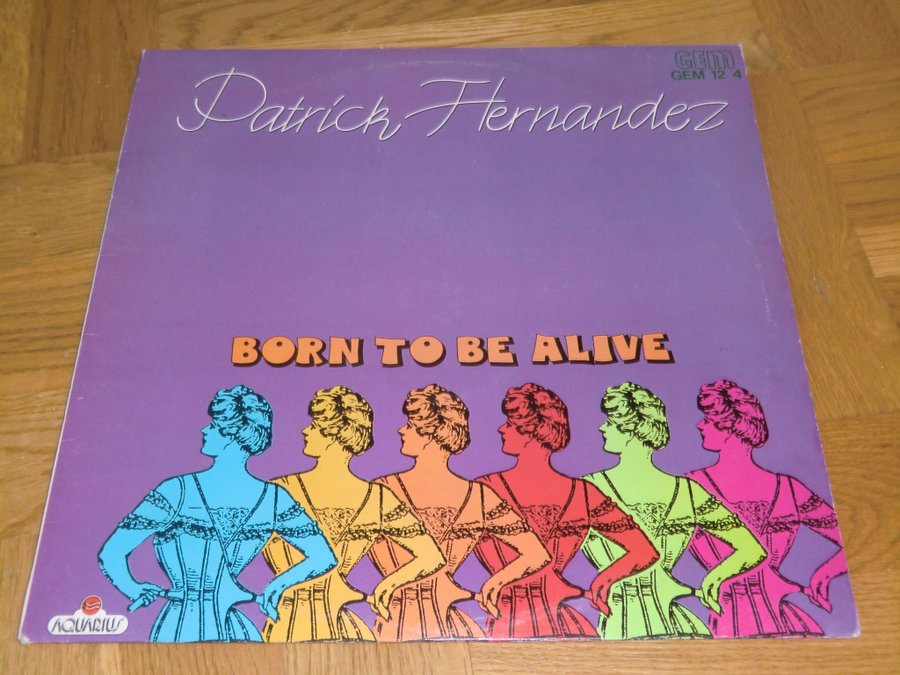 GEM
GEM 12 4
Patrick Hernandez
BORN TO BE ALIVE
AQUARIUS